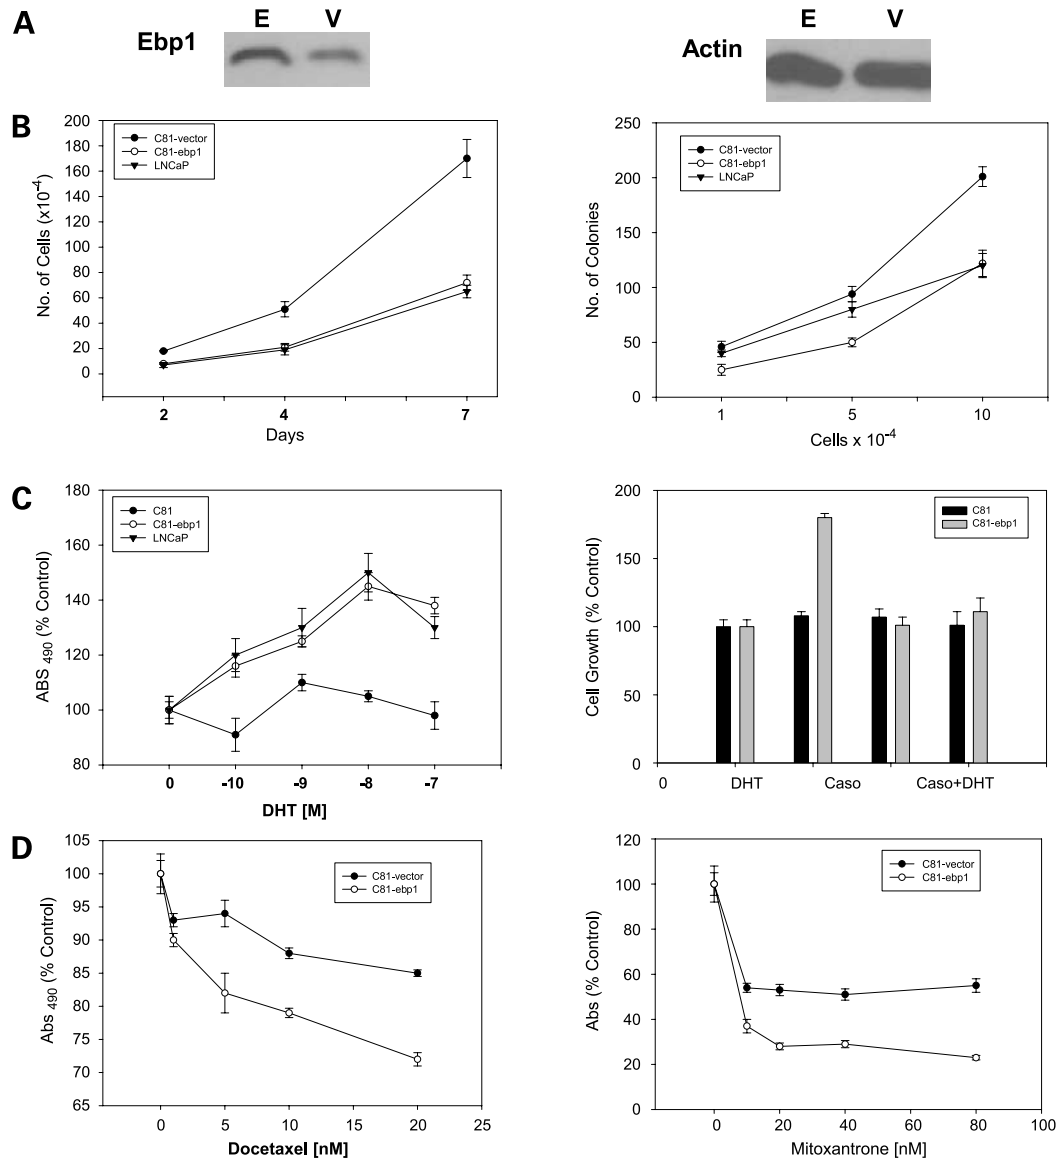 A
E V
Ebp1
E V
Actin
B
200
180
160
140
120
100
80
60
40
20
0
No. of Cells (x10-4)
C81-vector
C81-ebp1
LNCaP
2 4 7
Days
250
200
150
100
50
0
No. of Colonies
C81-vector
C81-ebp1
LNCaP
1 5 10
Cells x 10-4
C
180
160
140
120
100
80
ABS 490 (% Control)
C81
C81-ebp1
LNCaP
0 -10 -9 -8 -7
DHT [M]
200
150
100
50
0
Cell Growth (% Control)
C81
C81-ebp1
0 DHT Caso Caso+DHT
D
105
100
95
90
85
80
75
70
65
450
Abs 490 (% Control)
C81-vector
C81-ebp1
0 5 10 15 20 25
Docetaxel [nM]
120
100
80
60
40
20
0
Abs (% Control)
C81-vector
C81-ebp1
0 20 40 60 80 100
Mitoxantrone [nM]